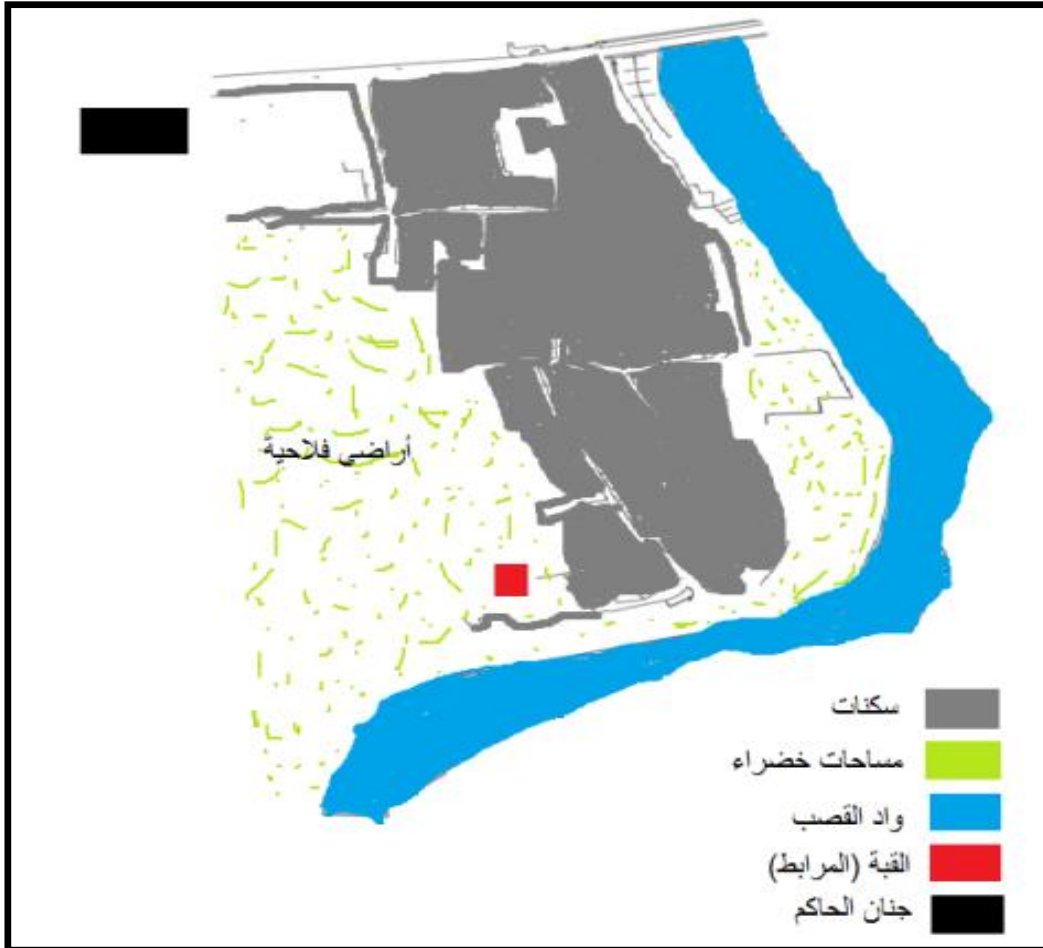 أراضي فلاحية
سكنات
مساحات خضراء
واد القصب
القبة (المرابط)
جنان الحاكم